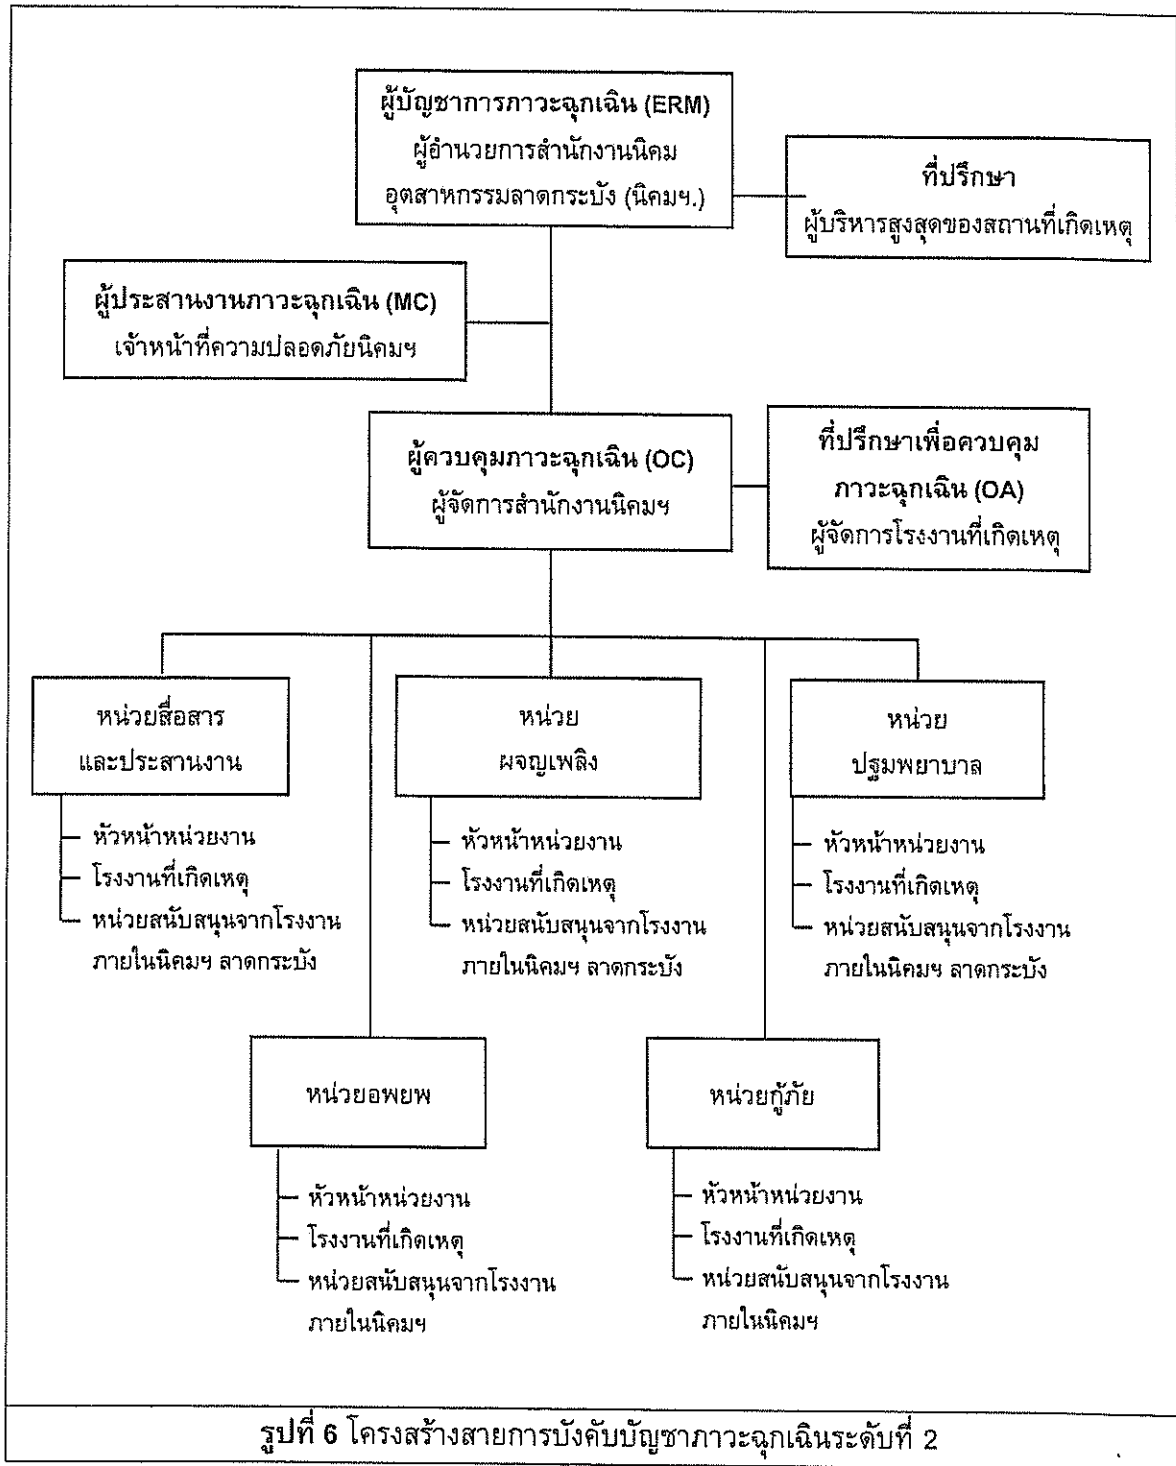 ผู้บัญชาการภาวะฉุกเฉิน (ERM)
ผู้อำนวยการสำนักงานนิคม
อุตสาหกรรมลาดกระบัง (นิคมฯ.)
ที่ปรึกษา
ผู้บริหารสูงสุดของสถานที่เกิดเหตุ
ผู้ประสานงานภาวะฉุกเฉิน (MC)
เจ้าหน้าที่ความปลอดภัยนิคมฯ
ผู้ควบคุมภาวะฉุกเฉิน (OC)
ผู้จัดการสำนักงานนิคมฯ
ที่ปรึกษาเพื่อควบคุม
ภาวะฉุกเฉิน (OA)
ผู้จัดการโรงงานที่เกิดเหตุ
หน่วยสื่อสาร
และประสานงาน
หัวหน้าหน่วยงาน
โรงงานที่เกิดเหตุ
หน่วยสนับสนุนจากโรงงาน
ภายในนิคมฯ ลาดกระบัง
หน่วย
ผจญเพลิง
หัวหน้าหน่วยงาน
โรงงานที่เกิดเหตุ
หน่วยสนับสนุนจากโรงงาน
ภายในนิคมฯ ลาดกระบัง
หน่วย
ปฐมพยาบาล
หัวหน้าหน่วยงาน
โรงงานที่เกิดเหตุ
หน่วยสนับสนุนจากโรงงาน
ภายในนิคมฯ ลาดกระบัง
หน่วยอพยพ
หัวหน้าหน่วยงาน
โรงงานที่เกิดเหตุ
หน่วยสนับสนุนจากโรงงาน
ภายในนิคมฯ
หน่วยกู้ภัย
หัวหน้าหน่วยงาน
โรงงานที่เกิดเหตุ
หน่วยสนับสนุนจากโรงงาน
ภายในนิคมฯ
รูปที่ 6 โครงสร้างสายการบังคับบัญชาภาวะฉุกเฉินระดับที่ 2